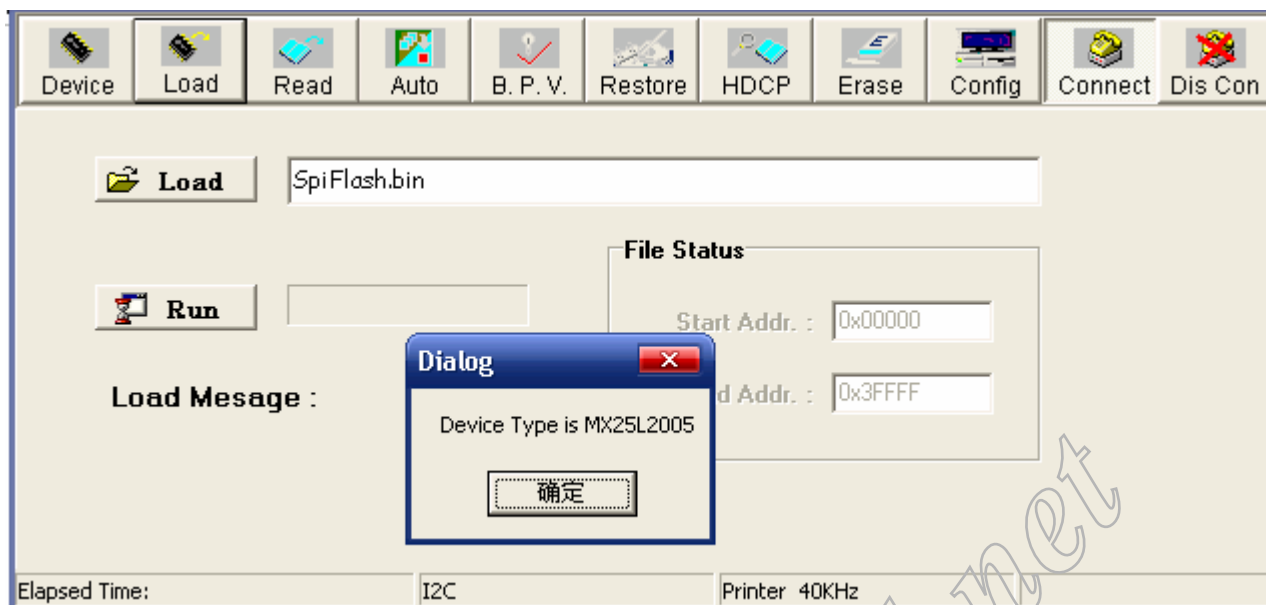 Device Load Read Auto B. P. V. Restore HDCP Erase Config Connect Dis Con
Load SpiFlash.bin
File Status
Run
Start Addr. : 0x00000
Dialog
Load Mesage :
d Addr. : 0x3FFFF
Device Type is MX25L2005
确定
Elapsed Time: I2C Printer 40KHz
net